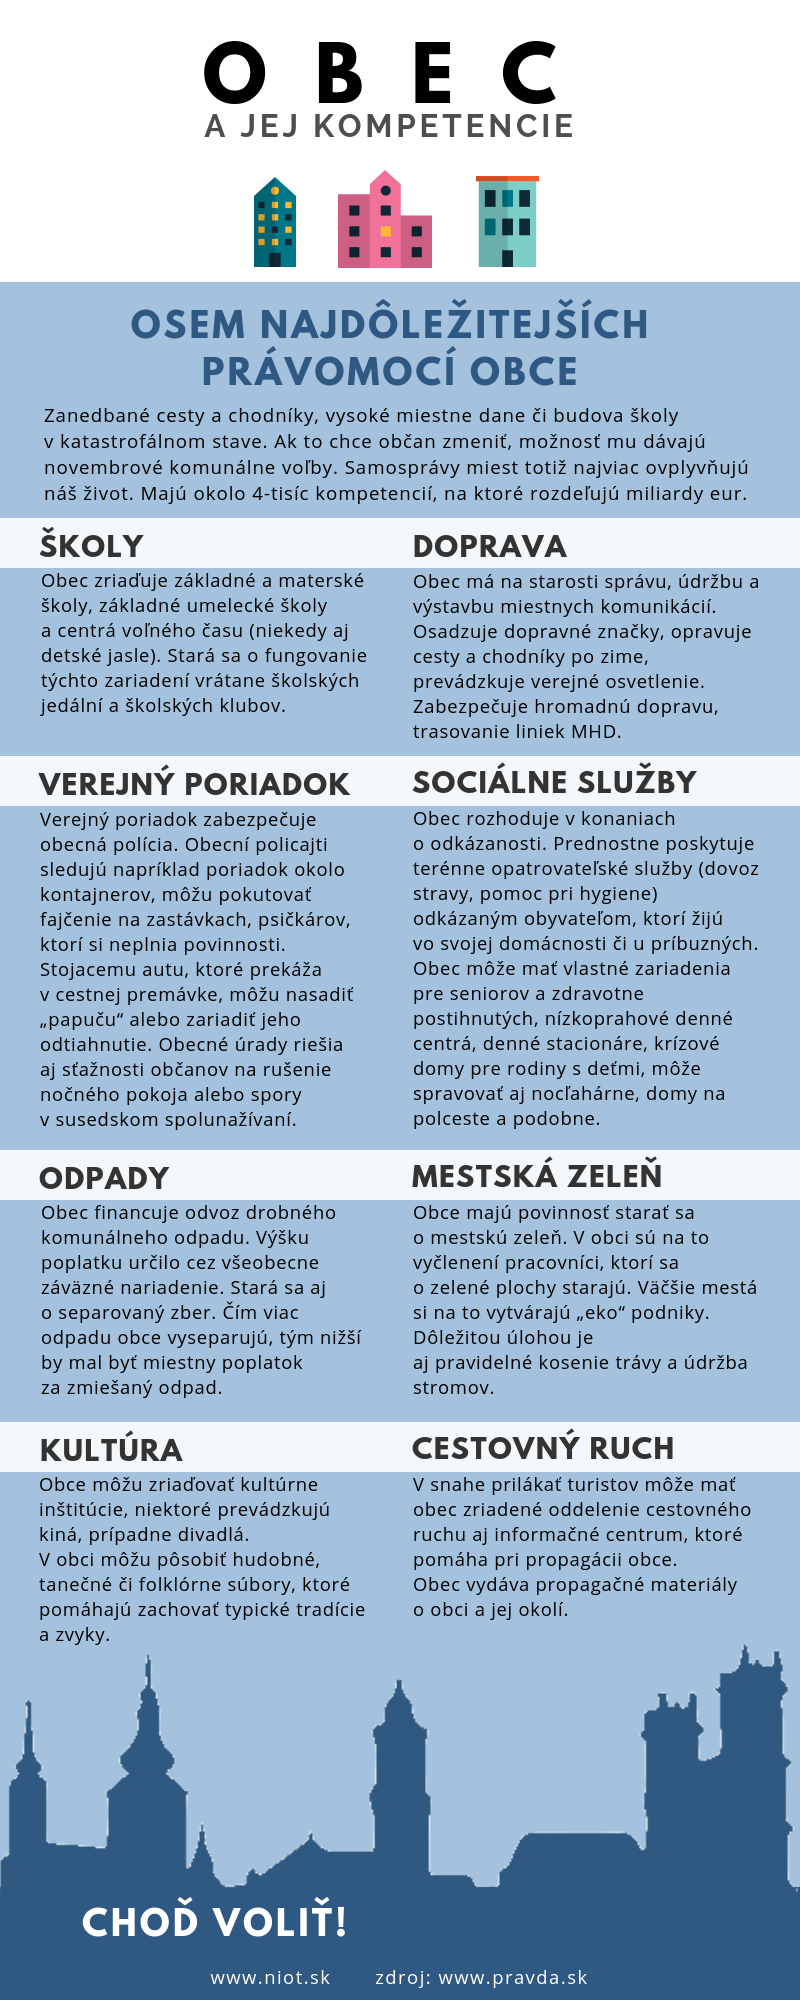 OBEC
A JEJ KOMPETENCIE
OSEM NAJDÔLEŽITEJŠÍCH
PRÁVOMOCÍ OBCE
Zanedbané cesty a chodníky, vysoké miestne dane či budova školy
v katastrofálnom stave. Ak to chce občan zmeniť, možnosť mu dávajú
novembrové komunálne voľby. Samosprávy miest totiž najviac ovplyvňujú
náš život. Majú okolo 4-tisíc kompetencií, na ktoré rozdeľujú miliardy eur.
ŠKOLY
Obec zriaďuje základné a materské
školy, základné umelecké školy
a centrá voľného času (niekedy aj
detské jasle). Stará sa o fungovanie
týchto zariadení vrátane školských
jedální a školských klubov.
DOPRAVA
Obec má na starosti správu, údržbu a
výstavbu miestnych komunikácií.
Osadzuje dopravné značky, opravuje
cesty a chodníky po zime,
prevádzkuje verejné osvetlenie.
Zabezpečuje hromadnú dopravu,
trasovanie liniek MHD.
VEREJNÝ PORIADOK
Verejný poriadok zabezpečuje
obecná polícia. Obecní policajti
sledujú napríklad poriadok okolo
kontajnerov, môžu pokutovať
fajčenie na zastávkach, psičkárov,
ktorí si neplnia povinnosti.
Stojacemu autu, ktoré prekáža
v cestnej premávke, môžu nasadiť
„papuču“ alebo zariadiť jeho
odtiahnutie. Obecné úrady riešia
aj sťažnosti občanov na rušenie
nočného pokoja alebo spory
v susedskom spolunažívaní.
SOCIÁLNE SLUŽBY
Obec rozhoduje v konaniach
o odkázanosti. Prednostne poskytuje
terénne opatrovateľské služby (dovoz
stravy, pomoc pri hygiene)
odkázaným obyvateľom, ktorí žijú
vo svojej domácnosti či u príbuzných.
Obec môže mať vlastné zariadenia
pre seniorov a zdravotne
postihnutých, nízkoprahové denné
centrá, denné stacionáre, krízové
domy pre rodiny s deťmi, môže
spravovať aj nocľahárne, domy na
polceste a podobne.
ODPADY
Obec financuje odvoz drobného
komunálneho odpadu. Výšku
poplatku určilo cez všeobecne
záväzné nariadenie. Stará sa aj
o separovaný zber. Čím viac
odpadu obce vyseparujú, tým nižší
by mal byť miestny poplatok
za zmiešaný odpad.
MESTSKÁ ZELEŇ
Obce majú povinnosť starať sa
o mestskú zeleň. V obci sú na to
vyčlenení pracovníci, ktorí sa
o zelené plochy starajú. Väčšie mestá
si na to vytvárajú „eko“ podniky.
Dôležitou úlohou je
aj pravidelné kosenie trávy a údržba
stromov.
KULTÚRA
Obce môžu zriaďovať kultúrne
inštitúcie, niektoré prevádzkujú
kiná, prípadne divadlá.
V obci môžu pôsobiť hudobné,
tanečné či folklórne súbory, ktoré
pomáhajú zachovať typické tradície
a zvyky.
CESTOVNÝ RUCH
V snahe prilákať turistov môže mať
obec zriadené oddelenie cestovného
ruchu aj informačné centrum, ktoré
pomáha pri propagácii obce.
Obec vydáva propagačné materiály
o obci a jej okolí.
CHOĎ VOLIŤ!
www.niot.sk zdroj: www.pravda.sk